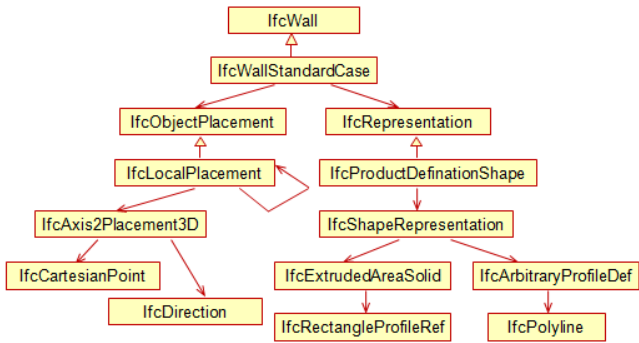 IfcWall
IfcWallStandardCase
IfcObjectPlacement
IfcRepresentation
IfcLocalPlacement
IfcProductDefinationShape
IfcAxis2Placement3D
IfcShapeRepresentation
IfcCartesianPoint
IfcExtrudedAreaSolid
IfcArbitraryProfileDef
IfcDirection
IfcRectangleProfileRef
IfcPolyline